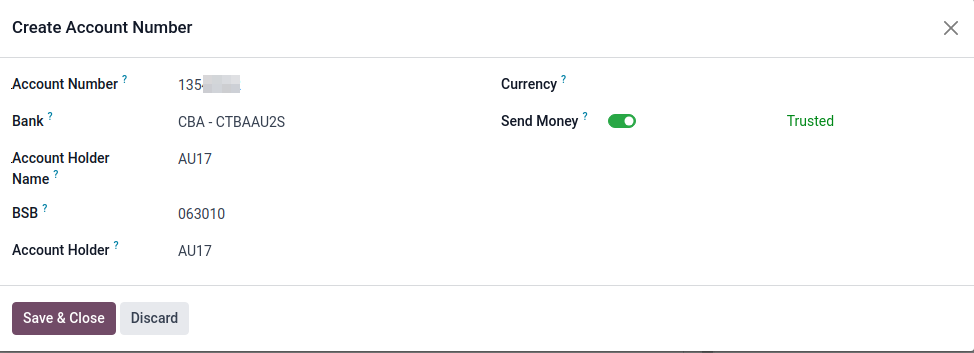 Create Account Number
Account Number ?
135
Currency ?
Bank ?
CBA - CTBAAU2S
Send Money ?
Trusted
Account Holder
Name ?
AU17
BSB ?
063010
Account Holder ?
AU17
Save & Close
Discard